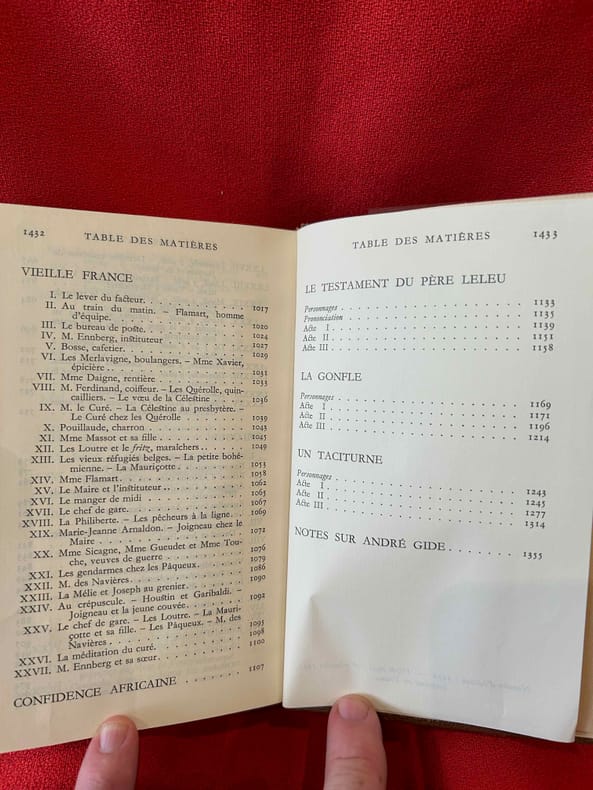 1432 TABLE DES MATIÈRES
VIEILLE FRANCE
I. Le lever du facteur. 1017
II. Au train du matin. – Flamart, homme
d'équipe. 1020
III. Le bureau de poste. 1024
IV. M. Ennberg, instituteur 1027
V. Bosse, cafetier. 1029
VI. Les Merlavigne, boulangers. – Mme Xavier,
épicière 1031
VII. Mme Daigne, rentière 1033
VIII. M. Ferdinand, coiffeur. – Les Quérolle, quin-
cailliers. – Le vœu de la Célestine 1036
IX. M. le Curé. – La Célestine au presbytère. –
Le Curé chez les Quérolle 1039
X. Pouillaude, charron 1043
XI. Mme Massot et sa fille 1045
XII. Les Loutre et le fritz, maraîchers 1049
XIII. Les vieux réfugiés belges. – La petite bohé-
mienne. – La Mauriçotte 1053
XIV. Mme Flamart. 1058
XV. Le Maire et l'instituteur 1062
XVI. Le manger de midi 1063
XVII. Le chef de gare. 1067
XVIII. La Philiberte. – Les pêcheurs à la ligne. 1069
XIX. Marie-Jeanne Arnaldon. – Joigneau chez le
Maire 1072
XX. Mme Sicagne, Mme Gueudet et Mme Tou-
che, veuves de guerre 1076
XXI. Les gendarmes chez les Pâqueux. 1079
XXII. M. des Navières. 1086
XXIII. La Mélie et Joseph au grenier. 1090
XXIV. Au crépuscule. – Houstin et Garibaldi. –
Joigneau et la jeune couvée. 1092
XXV. Le chef de gare. – Les Loutre. – La Mauri-
çotte et sa fille. – Les Pâqueux. – M. des
Navières 1095
XXVI. La méditation du curé. 1098
XXVII. M. Ennberg et sa sœur. 1100
CONFIDENCE AFRICAINE 1107
TABLE DES MATIÈRES 1433
LE TESTAMENT DU PÈRE LELEU
Personnages 1133
Prononciation 1135
Acte I 1139
Acte II 1151
Acte III 1158
LA GONFLE
Personnages 1169
Acte I 1171
Acte II 1196
Acte III 1214
UN TACITURNE
Personnages 1243
Acte I 1245
Acte II 1277
Acte III 1314
NOTES SUR ANDRÉ GIDE 1355